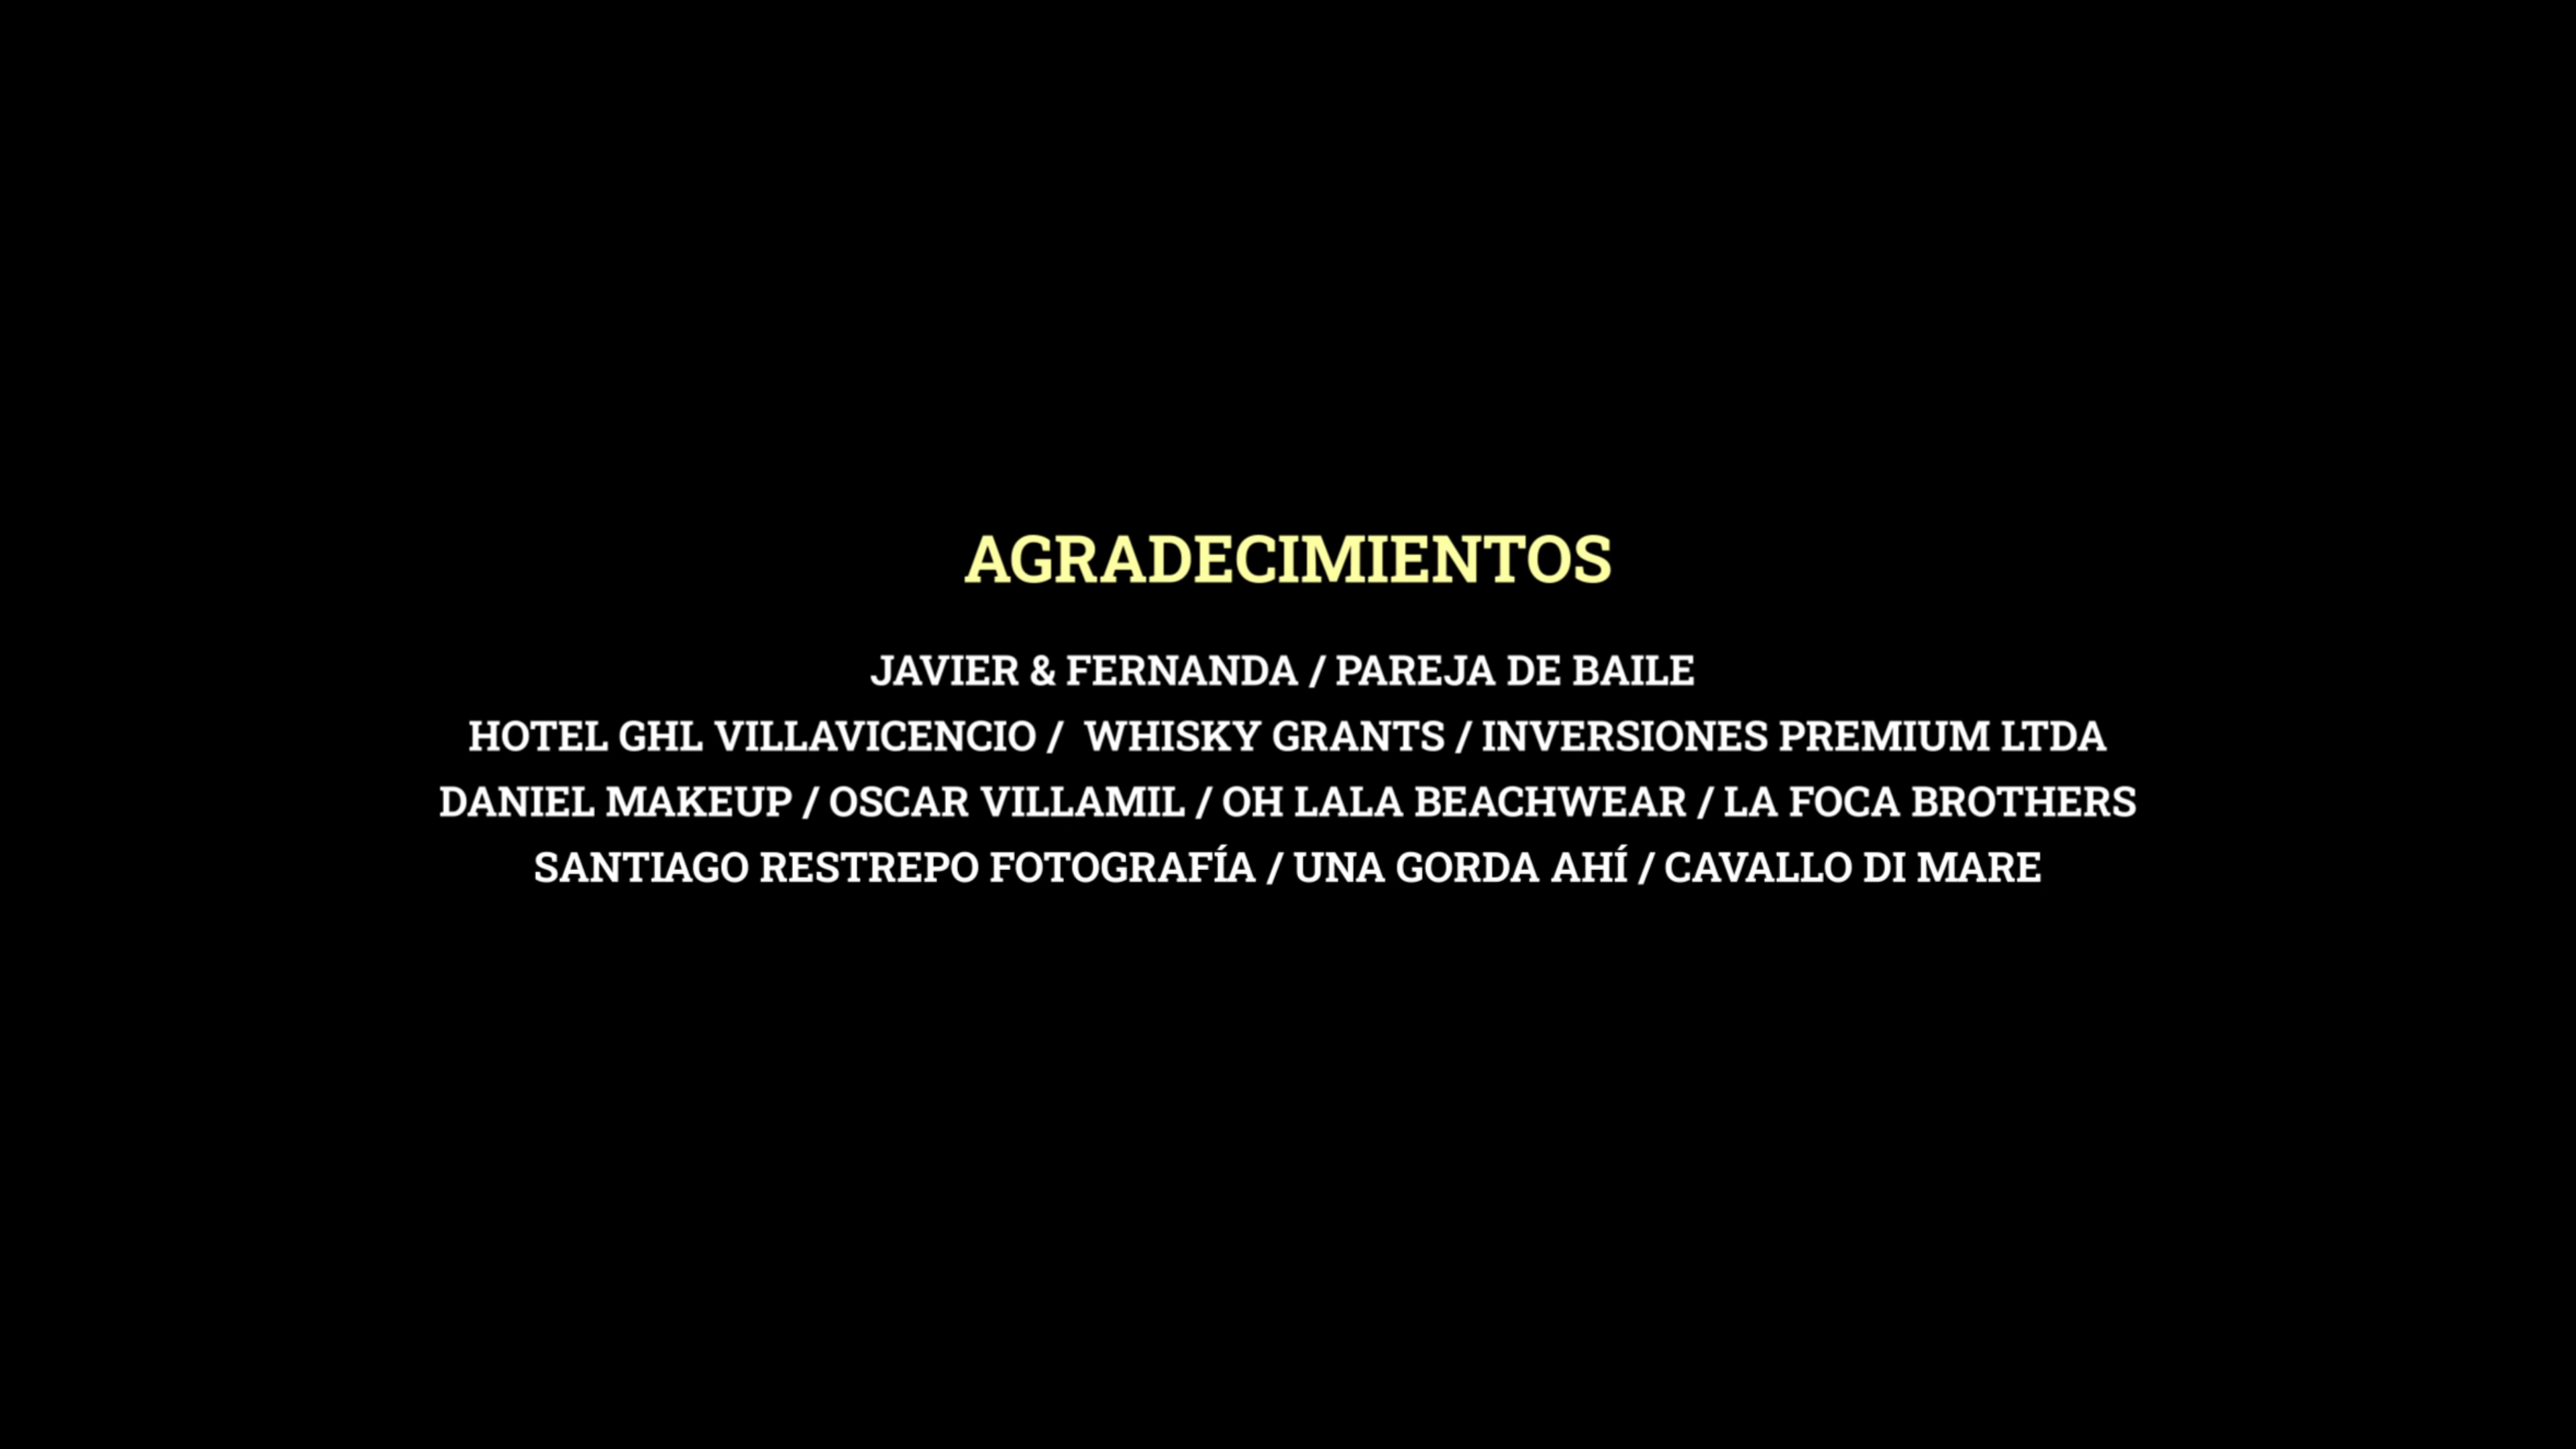 AGRADECIMIENTOS
JAVIER & FERNANDA / PAREJA DE BAILE
HOTEL GHL VILLAVICENCIO /  WHISKY GRANTS / INVERSIONES PREMIUM LTDA
DANIEL MAKEUP / OSCAR VILLAMIL / OH LALA BEACHWEAR / LA FOCA BROTHERS
SANTIAGO RESTREPO FOTOGRAFÍA / UNA GORDA AHÍ / CAVALLO DI MARE